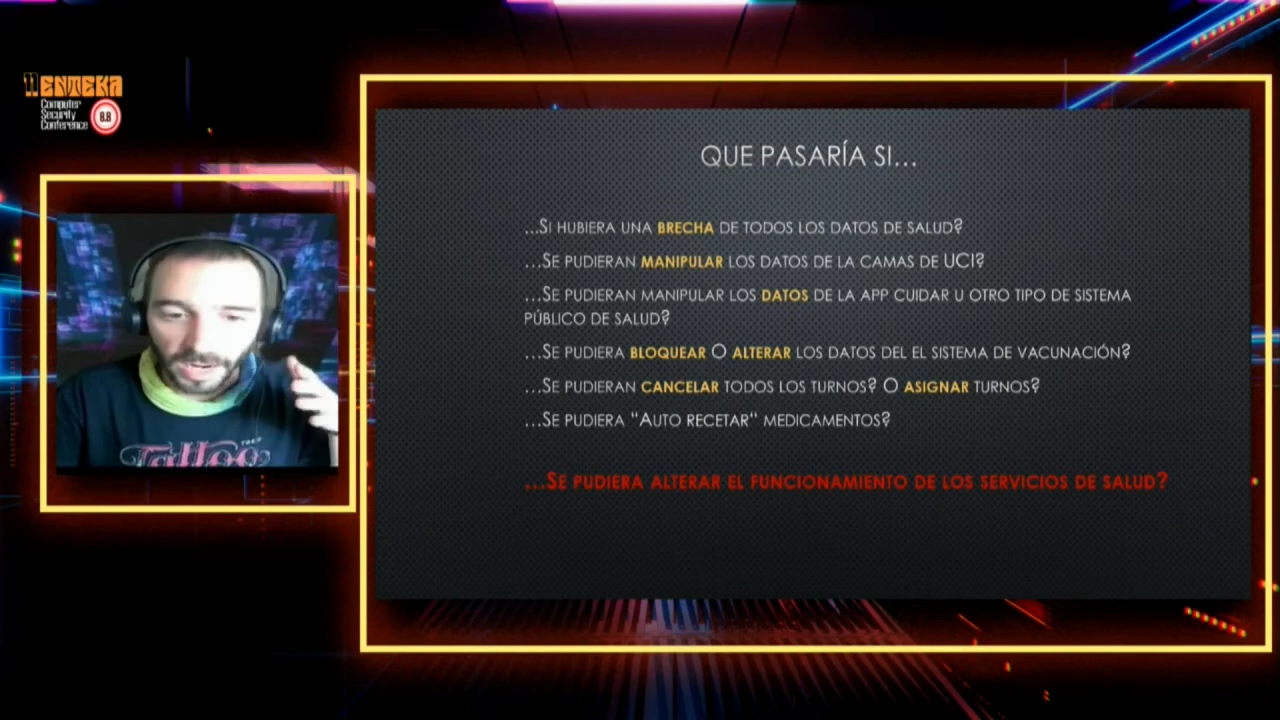 11ENTEKA
Computer
Security
Conference
8.8
QUE PASARÍA SI...
...SI HUBIERA UNA BRECHA DE TODOS LOS DATOS DE SALUD?
...SE PUDIERAN MANIPULAR LOS DATOS DE LA CAMAS DE UCI?
...SE PUDIERAN MANIPULAR LOS DATOS DE LA APP CUIDAR U OTRO TIPO DE SISTEMA
PÚBLICO DE SALUD?
...SE PUDIERA BLOQUEAR O ALTERAR LOS DATOS DEL EL SISTEMA DE VACUNACIÓN?
...SE PUDIERAN CANCELAR TODOS LOS TURNOS? O ASIGNAR TURNOS?
...SE PUDIERA “AUTO RECETAR“ MEDICAMENTOS?
...SE PUDIERA ALTERAR EL FUNCIONAMIENTO DE LOS SERVICIOS DE SALUD?
Tattoo